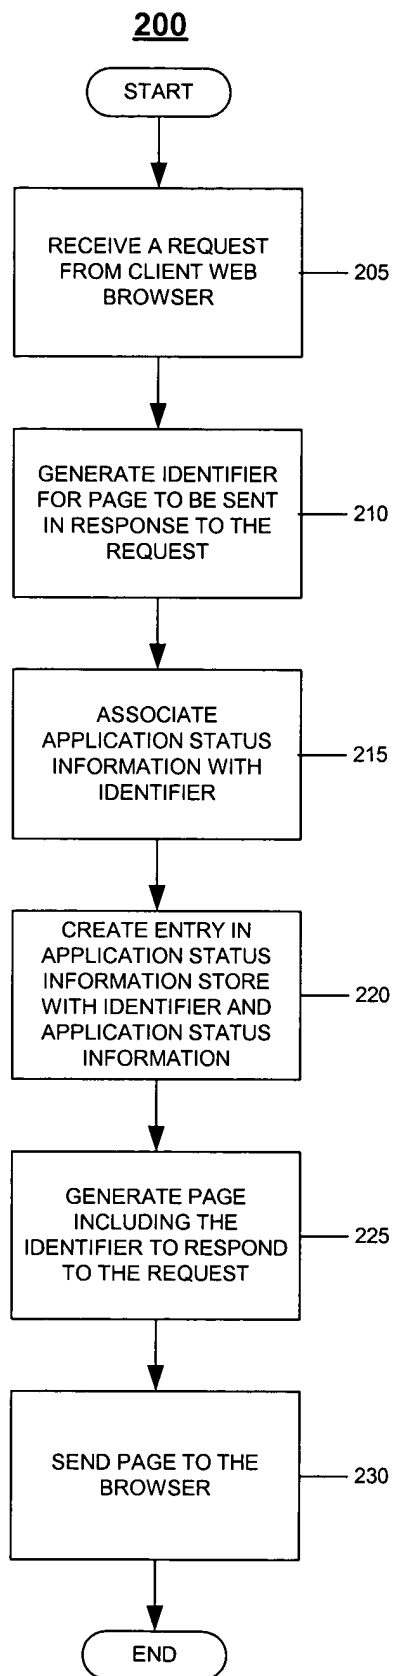 200
START
RECEIVE A REQUEST
FROM CLIENT WEB
BROWSER
205
GENERATE IDENTIFIER
FOR PAGE TO BE SENT
IN RESPONSE TO THE
REQUEST
210
ASSOCIATE
APPLICATION STATUS
INFORMATION WITH
IDENTIFIER
215
CREATE ENTRY IN
APPLICATION STATUS
INFORMATION STORE
WITH IDENTIFIER AND
APPLICATION STATUS
INFORMATION
220
GENERATE PAGE
INCLUDING THE
IDENTIFIER TO RESPOND
TO THE REQUEST
225
SEND PAGE TO THE
BROWSER
230
END